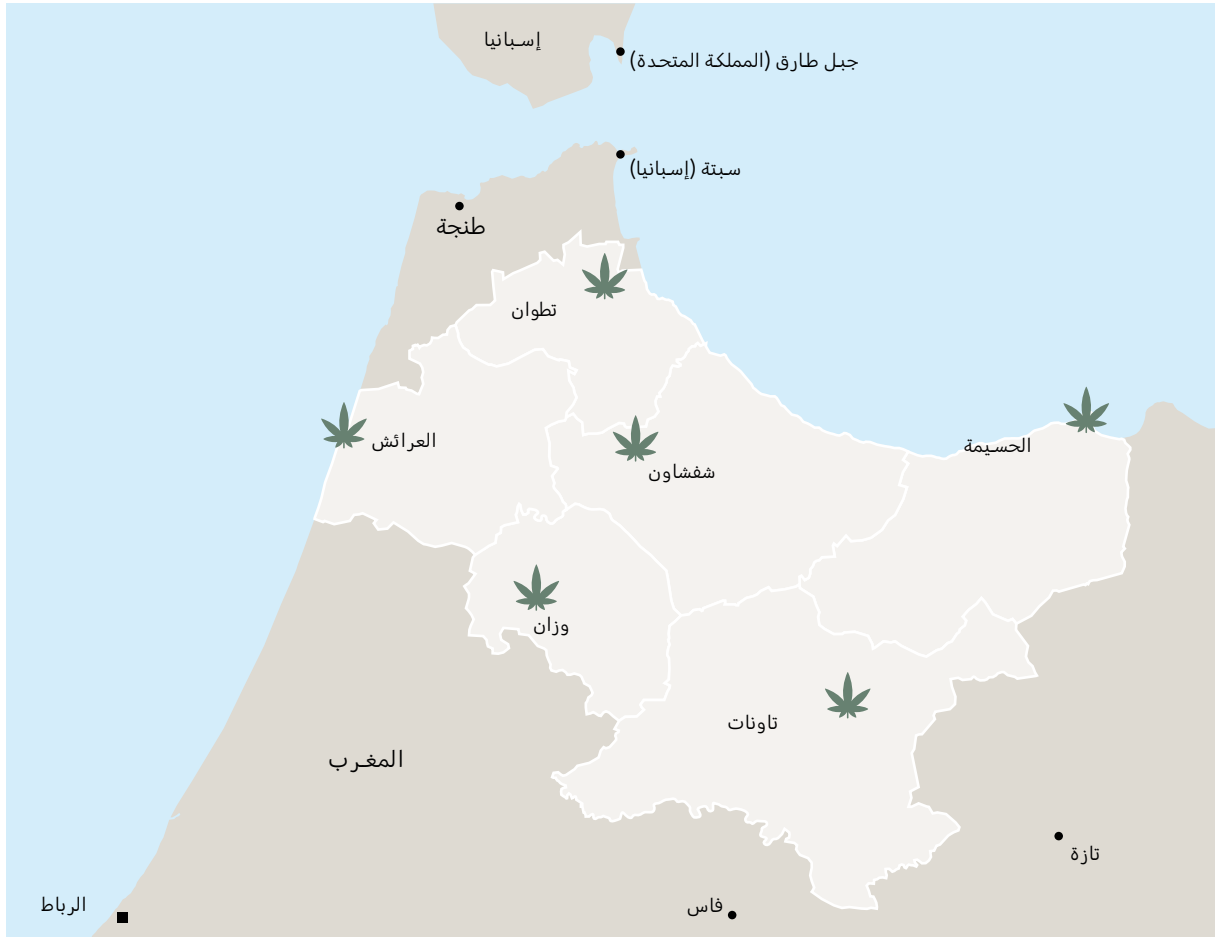 إسبانيا
جبل طارق (المملكة المتحدة)
سبتة (إسبانيا)
طنجة
تطوان
العرائش
شفشاون
الحسيمة
وزان
تاونات
المغرب
تازة
فاس
الرباط